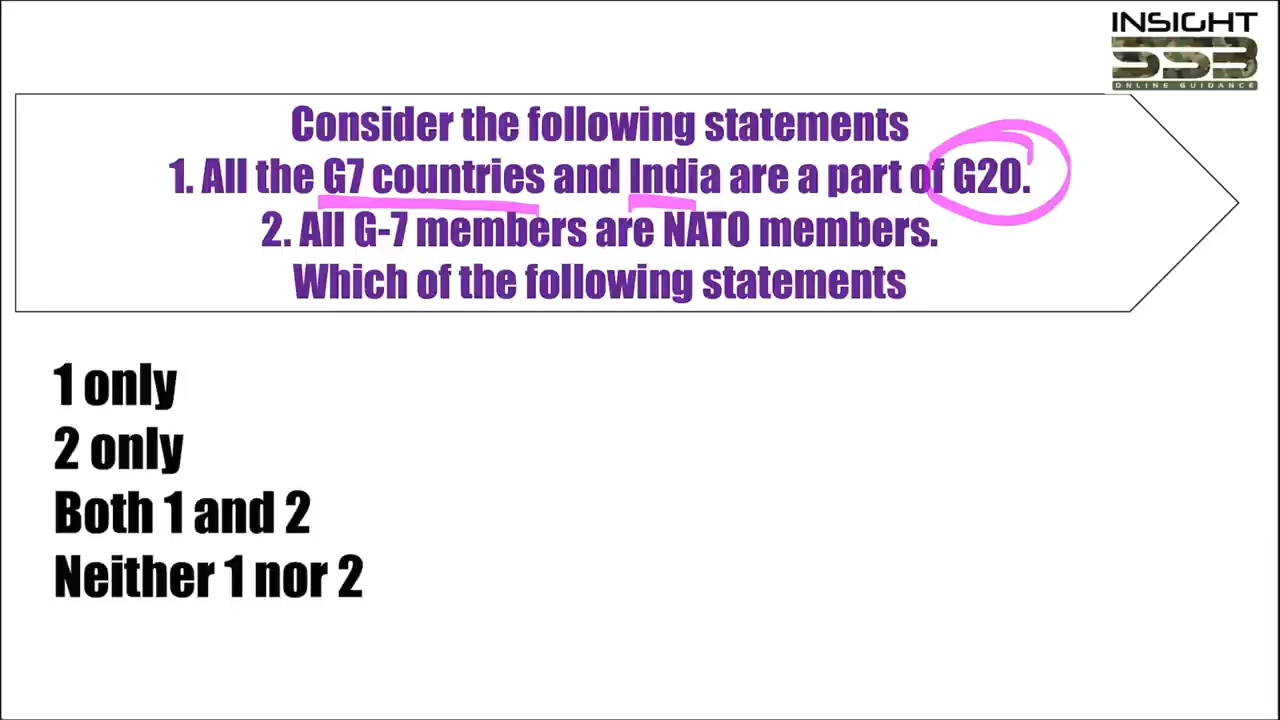 INSIGHT
SSB
ONLINE GUIDANCE
Consider the following statements
1. All the G7 countries and India are a part of G20.
2. All G-7 members are NATO members.
Which of the following statements
1 only
2 only
Both 1 and 2
Neither 1 nor 2